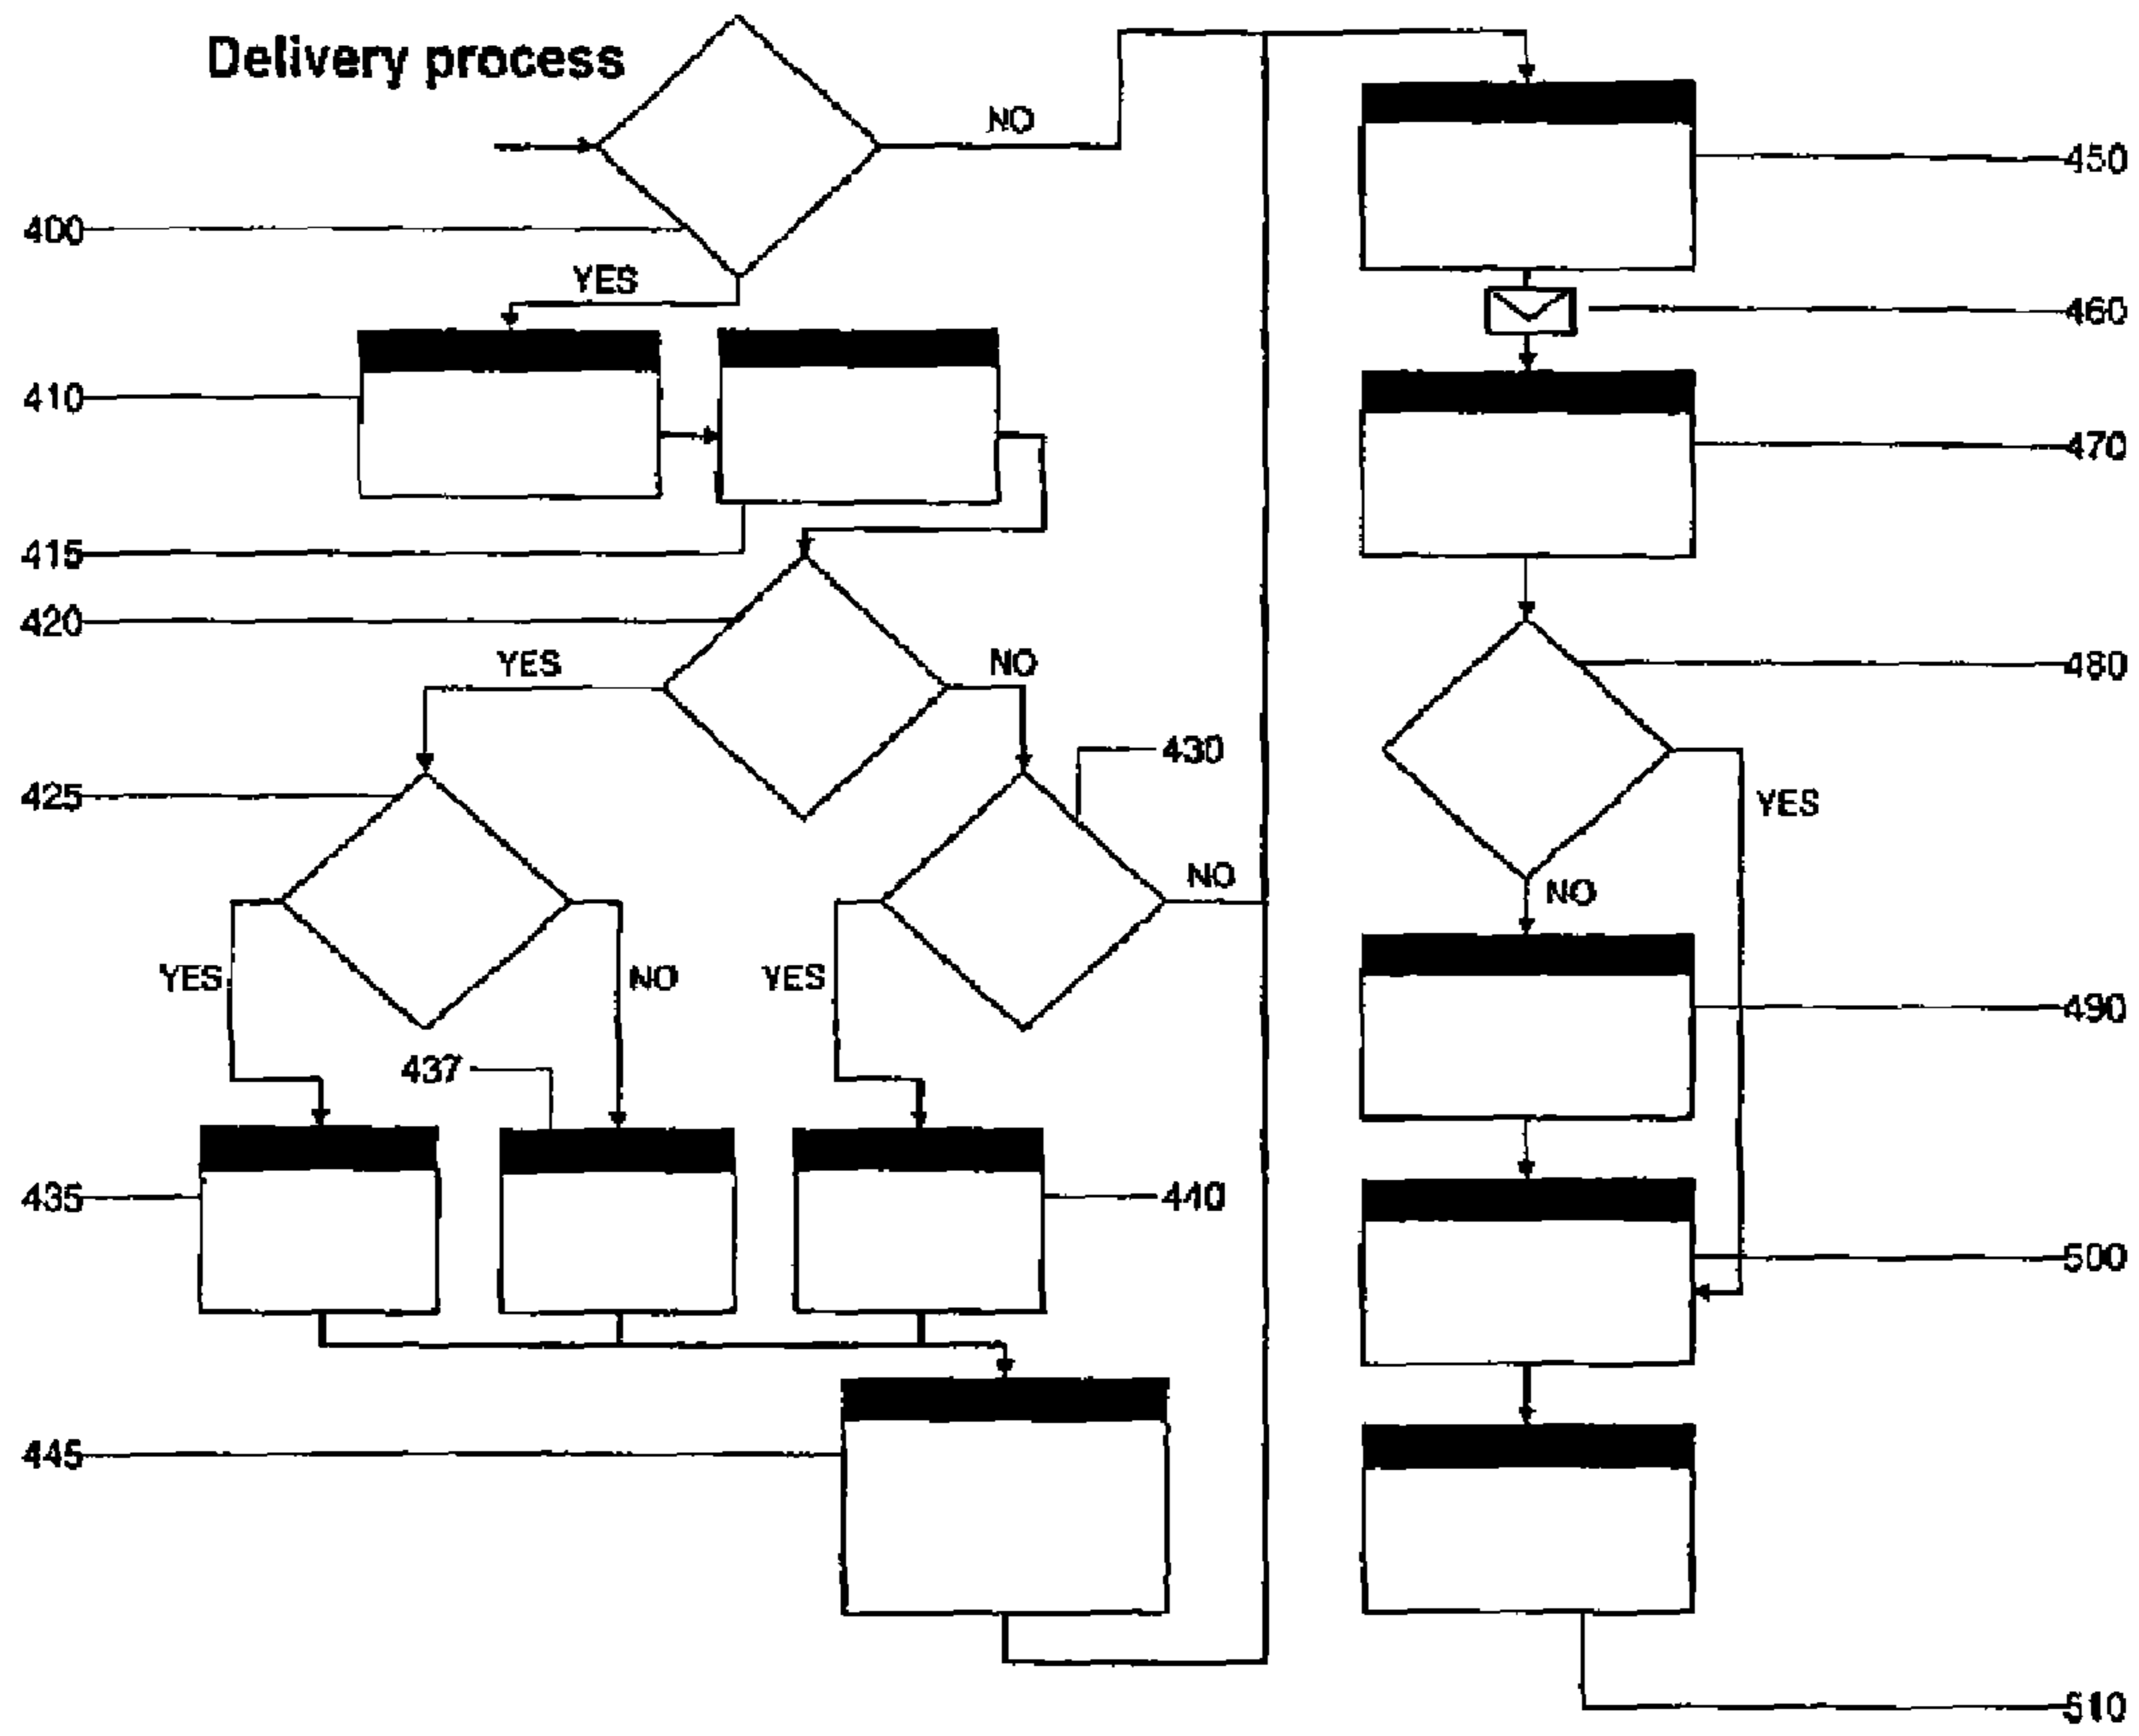 Delivery process
NO
450
400
YES
460
410
470
415
420
YES
NO
480
430
425
YES
NO
NO
YES
NO
YES
490
437
435
440
500
445
510